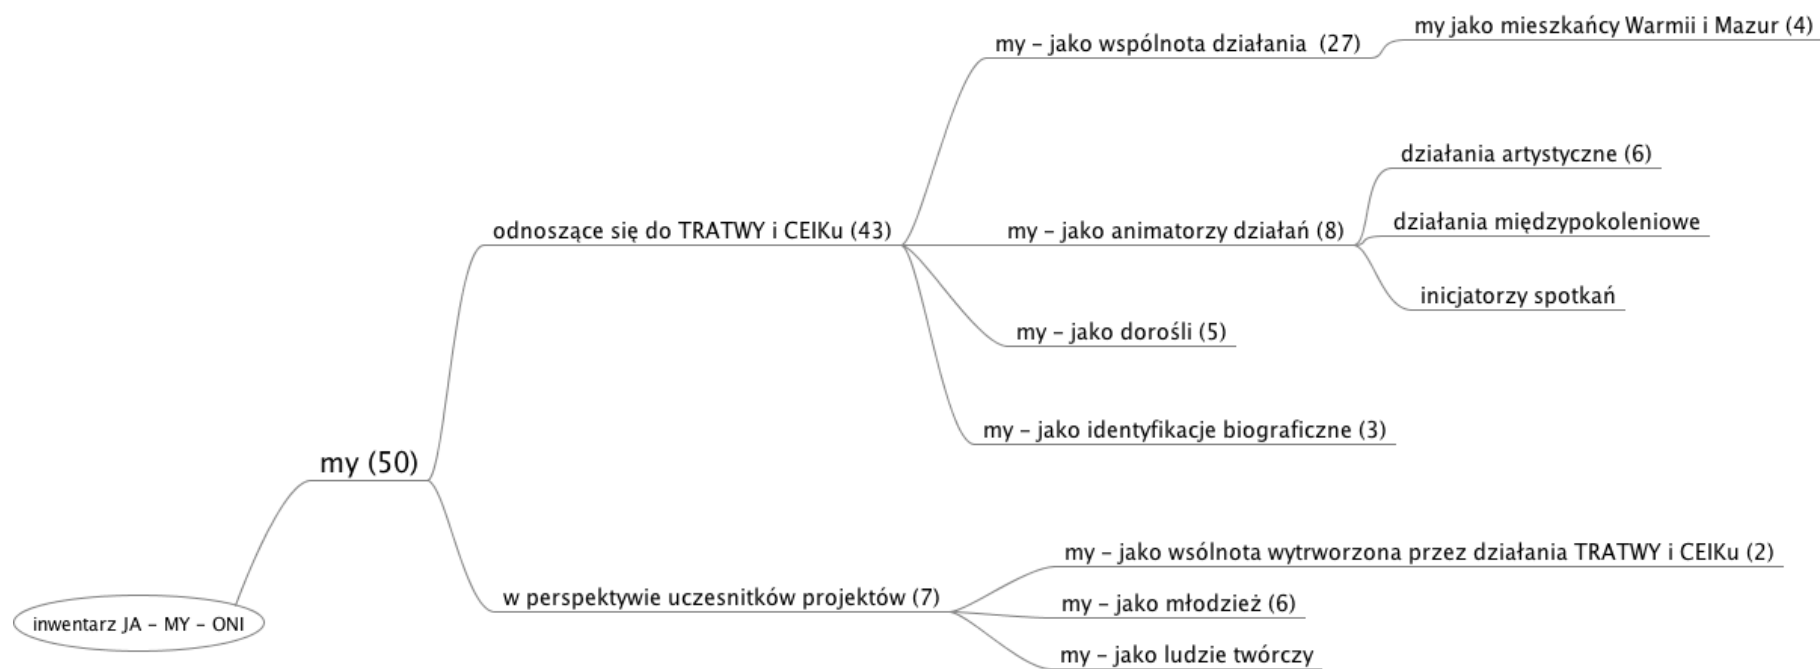 my jako mieszkańcy Warmii i Mazur (4)
my – jako wspólnota działania (27)
działania artystyczne (6)
działania międzypokoleniowe
odnoszące się do TRATWY i CEIKu (43)
my – jako animatorzy działań (8)
inicjatorzy spotkań
my – jako dorośli (5)
my – jako identyfikacje biograficzne (3)
my (50)
my – jako wsólnota wytrworzona przez działania TRATWY i CEIKu (2)
w perspektywie uczesnitków projektów (7)
my – jako młodzież (6)
inwentarz JA – MY – ONI
my – jako ludzie twórczy